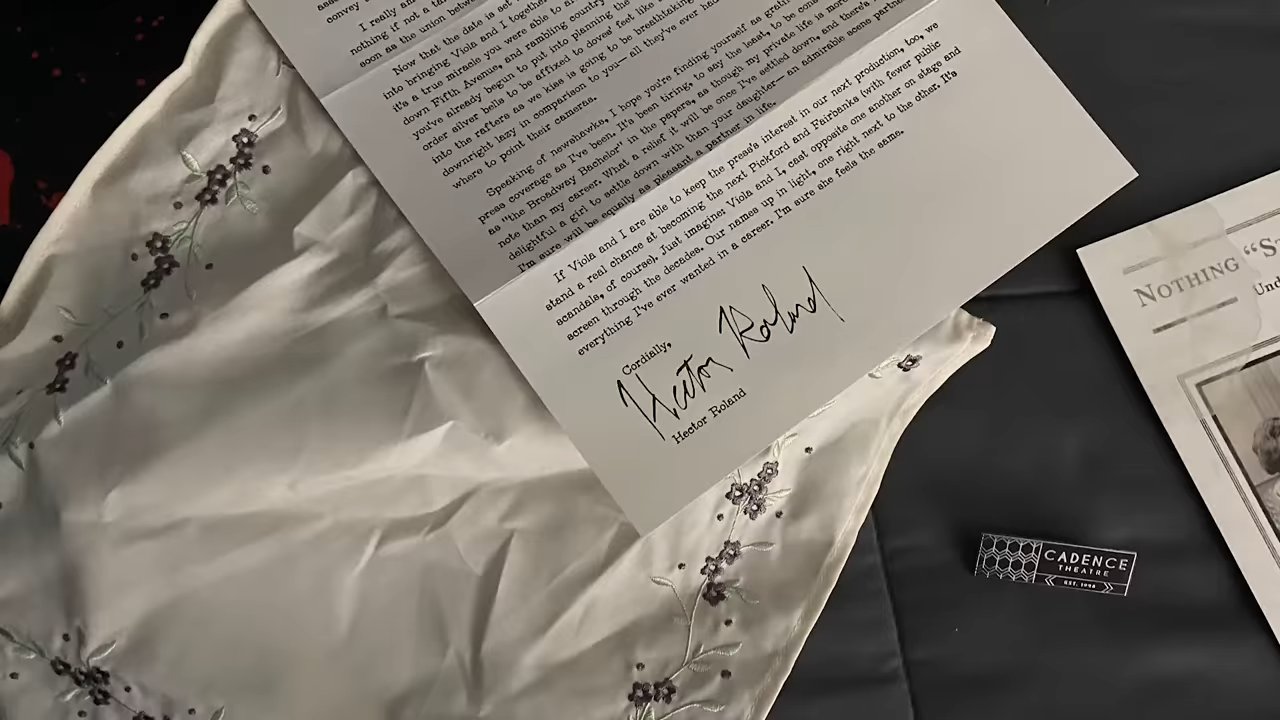 convey
I really an
nothing if not a tas
soon as the union betwe
Now that the date is set
into bringing Viola and I together
it's a true miracle you were able to an
down Fifth Avenue, and rambling country
you've already begun to put into planning the
order silver bells to be affixed to doves' feet like
into the rafters as we kiss is going to be breathtaking
downright lazy in comparison to you—all they've ever had
where to point their cameras.
Speaking of newshawks, I hope you're finding yourself as grati
press coverage as I've been. It's been tiring, to say the least, to be cons
as "the Broadway Bachelor" in the papers, as though my private life is more
note than my career. What a relief it will be once I've settled down, and there's
delightful a girl to settle down with than your daughter—an admirable scene partne
I'm sure will be equally as pleasant a partner in life.
If Viola and I are able to keep the press's interest in our next production, too, we
stand a real chance at becoming the next Pickford and Fairbanks (with fewer public
scandals, of course). Just imagine: Viola and I, cast opposite one another on stage and
screen through the decades. Our names up in light, one right next to the other. It's
everything I've ever wanted in a career. I'm sure she feels the same.
Cordially,
Hector Roland
Hector Roland
NOTHING "S
Und
CADENCE
THEATRE
EST. 1928